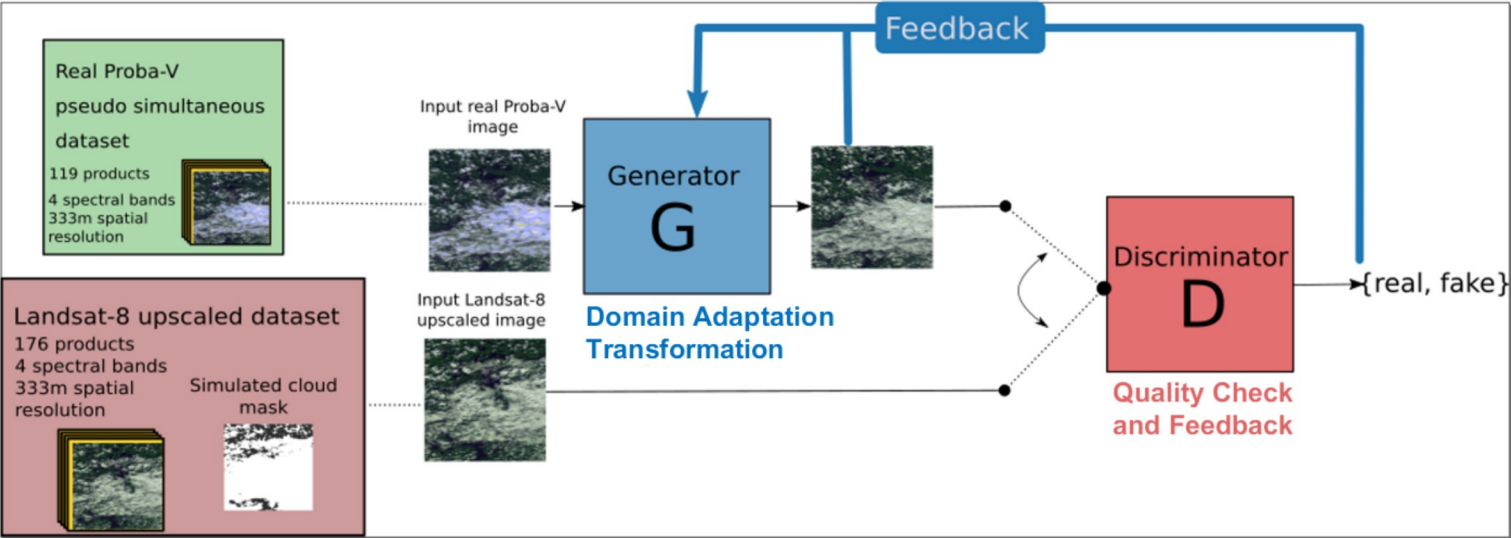 Feedback
Real Proba-V
pseudo simultaneous
dataset
119 products
4 spectral bands
333m spatial
resolution
Input real Proba-V
image
Generator
G
Domain Adaptation
Transformation
Discriminator
D
{real, fake}
Quality Check
and Feedback
Landsat-8 upscaled dataset
176 products
4 spectral bands
333m spatial
resolution
Simulated cloud
mask
Input Landsat-8
upscaled image